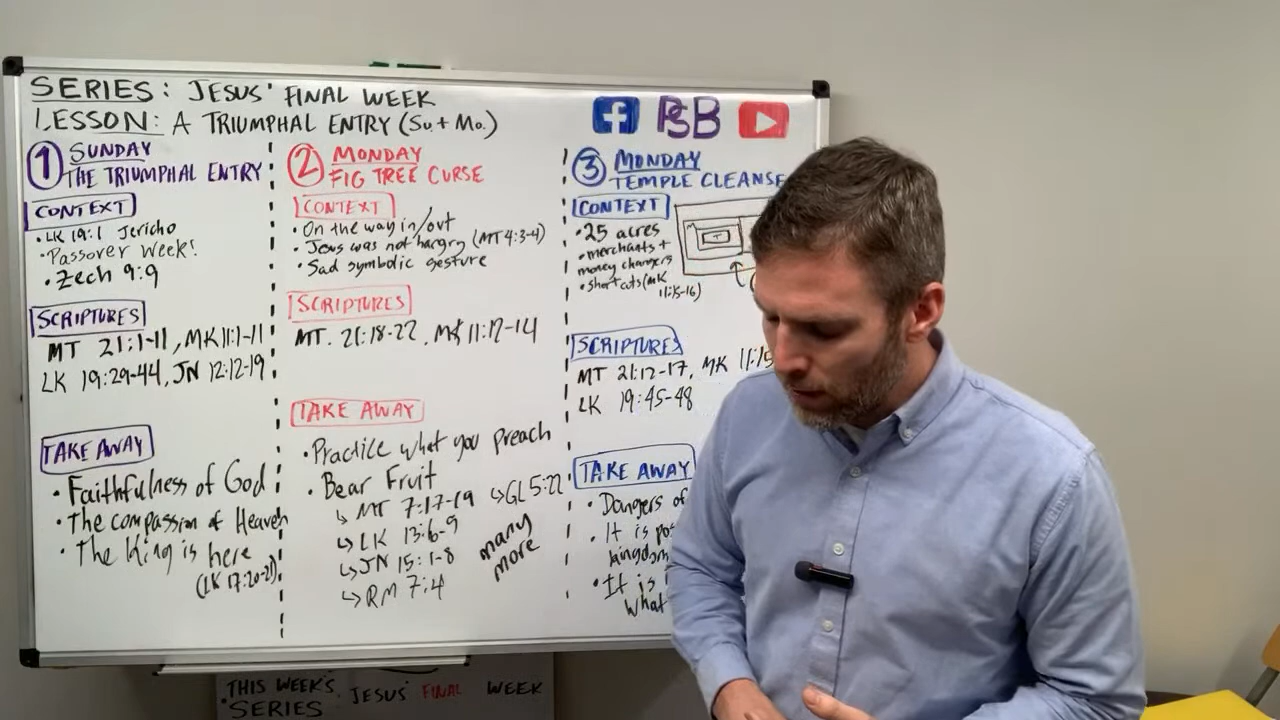 SERIES: JESUS' FINAL WEEK
LESSON: A TRIUMPHAL ENTRY (Su. + Mo.)
f PSB
1 SUNDAY
THE TRIUMPHAL ENTRY
CONTEXT
• LK 19:1 Jericho
• Passover Week!
• Zech 9:9
SCRIPTURES
MT 21:1-11, MK 11:1-11
LK 19:29-44, JN 12:12-19
TAKE AWAY
• Faithfulness of God
• The compassion of Heaven
• The King is here
(LK 17:20-21)
2 MONDAY
FIG TREE CURSE
CONTEXT
• On the way in/out
• Jesus was not hangry (MT 4:3-4)
• Sad symbolic gesture
SCRIPTURES
MT. 21:18-22, MK 11:12-14
TAKE AWAY
• Practice what you preach
• Bear Fruit
↳ MT 7:17-19 ↳ GL 5:22
↳ LK 13:6-9
↳ JN 15:1-8
↳ RM 7:4
many
more
3 MONDAY
TEMPLE CLEANSE
CONTEXT
• 25 acres
• merchants +
money changers
• shortcuts (MK
11:15-16)
SCRIPTURES
MT 21:12-17, MK 11:15
LK 19:45-48
TAKE AWAY
• Dangers of
• It is
kingdom
• It is
what
THIS WEEK'S JESUS' FINAL WEEK
• SERIES